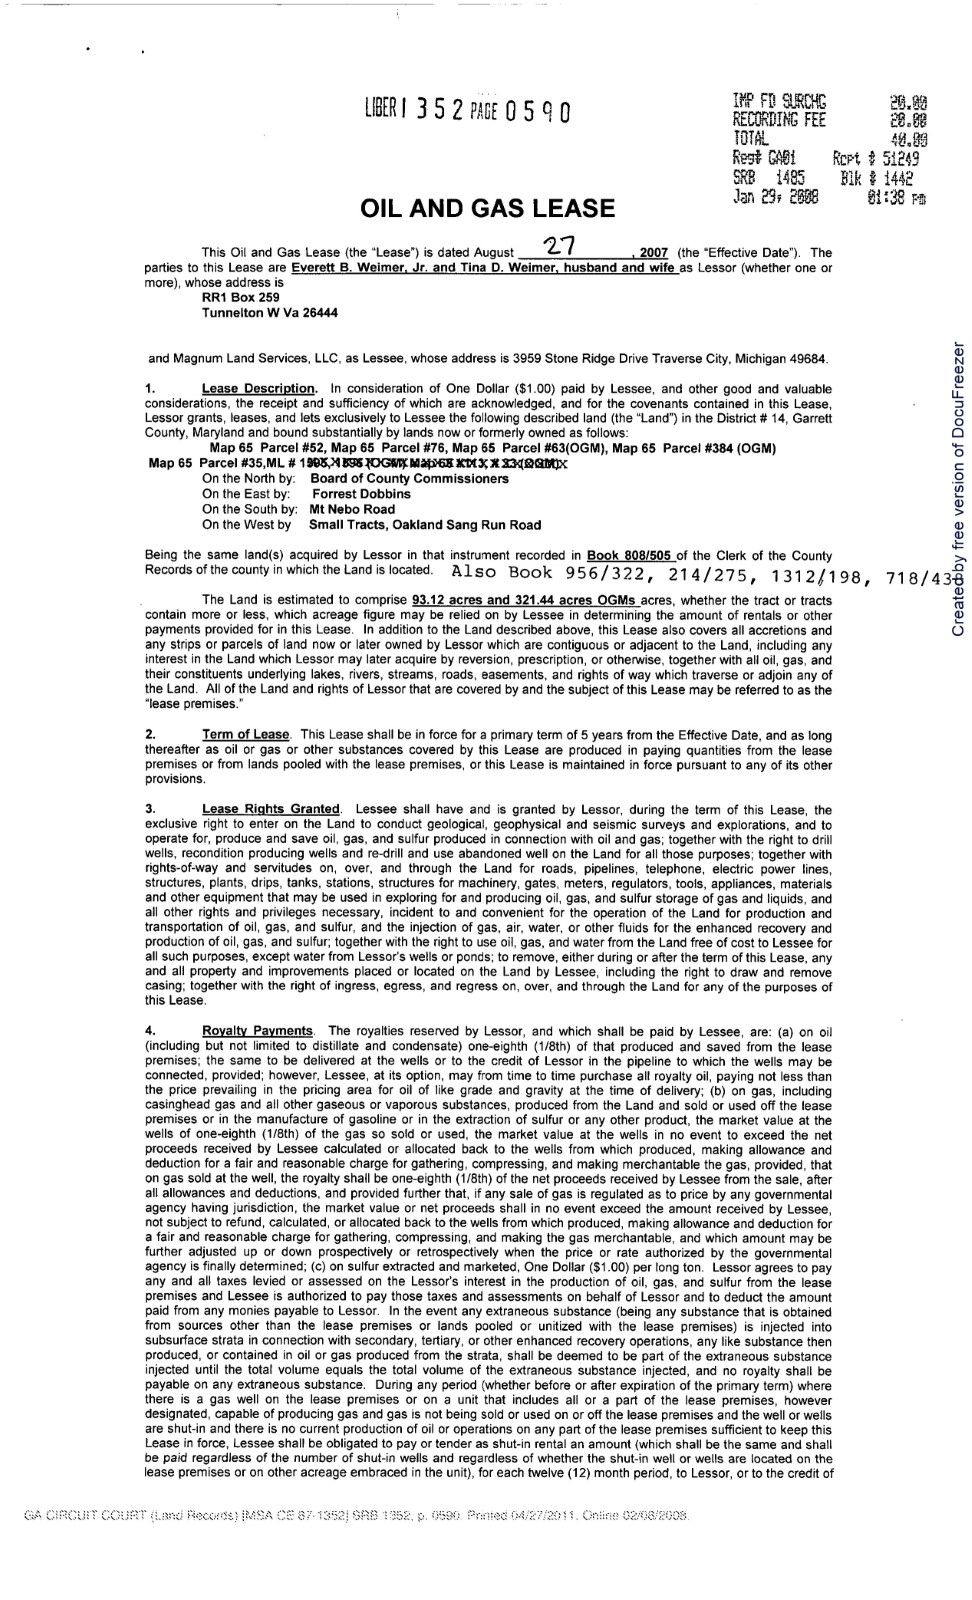 LIBER1352 PAGE 0590
IMP FD SURCHG 20.00
RECORDING FEE 20.00
TOTAL 40.00
Rest GA01 Rcpt # 51249
SRB 1485 Blk # 1442
Jan 29, 2008 01:38 pm
OIL AND GAS LEASE
This Oil and Gas Lease (the “Lease”) is dated August 27, 2007 (the “Effective Date”). The
parties to this Lease are Everett B. Weimer, Jr. and Tina D. Weimer, husband and wife as Lessor (whether one or
more), whose address is
RR1 Box 259
Tunnelton W Va 26444
and Magnum Land Services, LLC, as Lessee, whose address is 3959 Stone Ridge Drive Traverse City, Michigan 49684.
1. Lease Description. In consideration of One Dollar ($1.00) paid by Lessee, and other good and valuable
considerations, the receipt and sufficiency of which are acknowledged, and for the covenants contained in this Lease,
Lessor grants, leases, and lets exclusively to Lessee the following described land (the “Land”) in the District # 14, Garrett
County, Maryland and bound substantially by lands now or formerly owned as follows:
Map 65 Parcel #52, Map 65 Parcel #76, Map 65 Parcel #63(OGM), Map 65 Parcel #384 (OGM)
Map 65 Parcel #35,ML # 1
On the North by: Board of County Commissioners
On the East by: Forrest Dobbins
On the South by: Mt Nebo Road
On the West by Small Tracts, Oakland Sang Run Road
Being the same land(s) acquired by Lessor in that instrument recorded in Book 808/505 of the Clerk of the County
Records of the county in which the Land is located. Also Book 956/322, 214/275, 1312/198, 718/43
The Land is estimated to comprise 93.12 acres and 321.44 acres OGMs acres, whether the tract or tracts
contain more or less, which acreage figure may be relied on by Lessee in determining the amount of rentals or other
payments provided for in this Lease. In addition to the Land described above, this Lease also covers all accretions and
any strips or parcels of land now or later owned by Lessor which are contiguous or adjacent to the Land, including any
interest in the Land which Lessor may later acquire by reversion, prescription, or otherwise, together with all oil, gas, and
their constituents underlying lakes, rivers, streams, roads, easements, and rights of way which traverse or adjoin any of
the Land. All of the Land and rights of Lessor that are covered by and the subject of this Lease may be referred to as the
“lease premises.”
2. Term of Lease. This Lease shall be in force for a primary term of 5 years from the Effective Date, and as long
thereafter as oil or gas or other substances covered by this Lease are produced in paying quantities from the lease
premises or from lands pooled with the lease premises, or this Lease is maintained in force pursuant to any of its other
provisions.
3. Lease Rights Granted. Lessee shall have and is granted by Lessor, during the term of this Lease, the
exclusive right to enter on the Land to conduct geological, geophysical and seismic surveys and explorations, and to
operate for, produce and save oil, gas, and sulfur produced in connection with oil and gas; together with the right to drill
wells, recondition producing wells and re-drill and use abandoned well on the Land for all those purposes; together with
rights-of-way and servitudes on, over, and through the Land for roads, pipelines, telephone, electric power lines,
structures, plants, drips, tanks, stations, structures for machinery, gates, meters, regulators, tools, appliances, materials
and other equipment that may be used in exploring for and producing oil, gas, and sulfur storage of gas and liquids, and
all other rights and privileges necessary, incident to and convenient for the operation of the Land for production and
transportation of oil, gas, and sulfur, and the injection of gas, air, water, or other fluids for the enhanced recovery and
production of oil, gas, and sulfur; together with the right to use oil, gas, and water from the Land free of cost to Lessee for
all such purposes, except water from Lessor's wells or ponds; to remove, either during or after the term of this Lease, any
and all property and improvements placed or located on the Land by Lessee, including the right to draw and remove
casing; together with the right of ingress, egress, and regress on, over, and through the Land for any of the purposes of
this Lease.
4. Royalty Payments. The royalties reserved by Lessor, and which shall be paid by Lessee, are: (a) on oil
(including but not limited to distillate and condensate) one-eighth (1/8th) of that produced and saved from the lease
premises; the same to be delivered at the wells or to the credit of Lessor in the pipeline to which the wells may be
connected, provided; however, Lessee, at its option, may from time to time purchase all royalty oil, paying not less than
the price prevailing in the pricing area for oil of like grade and gravity at the time of delivery; (b) on gas, including
casinghead gas and all other gaseous or vaporous substances, produced from the Land and sold or used off the lease
premises or in the manufacture of gasoline or in the extraction of sulfur or any other product, the market value at the
wells of one-eighth (1/8th) of the gas so sold or used, the market value at the wells in no event to exceed the net
proceeds received by Lessee calculated or allocated back to the wells from which produced, making allowance and
deduction for a fair and reasonable charge for gathering, compressing, and making merchantable the gas, provided, that
on gas sold at the well, the royalty shall be one-eighth (1/8th) of the net proceeds received by Lessee from the sale, after
all allowances and deductions, and provided further that, if any sale of gas is regulated as to price by any governmental
agency having jurisdiction, the market value or net proceeds shall in no event exceed the amount received by Lessee,
not subject to refund, calculated, or allocated back to the wells from which produced, making allowance and deduction for
a fair and reasonable charge for gathering, compressing, and making the gas merchantable, and which amount may be
further adjusted up or down prospectively or retrospectively when the price or rate authorized by the governmental
agency is finally determined; (c) on sulfur extracted and marketed, One Dollar ($1.00) per long ton. Lessor agrees to pay
any and all taxes levied or assessed on the Lessor's interest in the production of oil, gas, and sulfur from the lease
premises and Lessee is authorized to pay those taxes and assessments on behalf of Lessor and to deduct the amount
paid from any monies payable to Lessor. In the event any extraneous substance (being any substance that is obtained
from sources other than the lease premises or lands pooled or unitized with the lease premises) is injected into
subsurface strata in connection with secondary, tertiary, or other enhanced recovery operations, any like substance then
produced, or contained in oil or gas produced from the strata, shall be deemed to be part of the extraneous substance
injected until the total volume equals the total volume of the extraneous substance injected, and no royalty shall be
payable on any extraneous substance. During any period (whether before or after expiration of the primary term) where
there is a gas well on the lease premises or on a unit that includes all or a part of the lease premises, however
designated, capable of producing gas and gas is not being sold or used on or off the lease premises and the well or wells
are shut-in and there is no current production of oil or operations on any part of the lease premises sufficient to keep this
Lease in force, Lessee shall be obligated to pay or tender as shut-in rental an amount (which shall be the same and shall
be paid regardless of the number of shut-in wells and regardless of whether the shut-in well or wells are located on the
lease premises or on other acreage embraced in the unit), for each twelve (12) month period, to Lessor, or to the credit of
GA CIRCUIT COURT (Land Records) [MSA CE 87-1352] SRB 1352, p. 0590. Printed 04/27/2011. Online 02/08/2008.
Created by free version of DocuFreezer